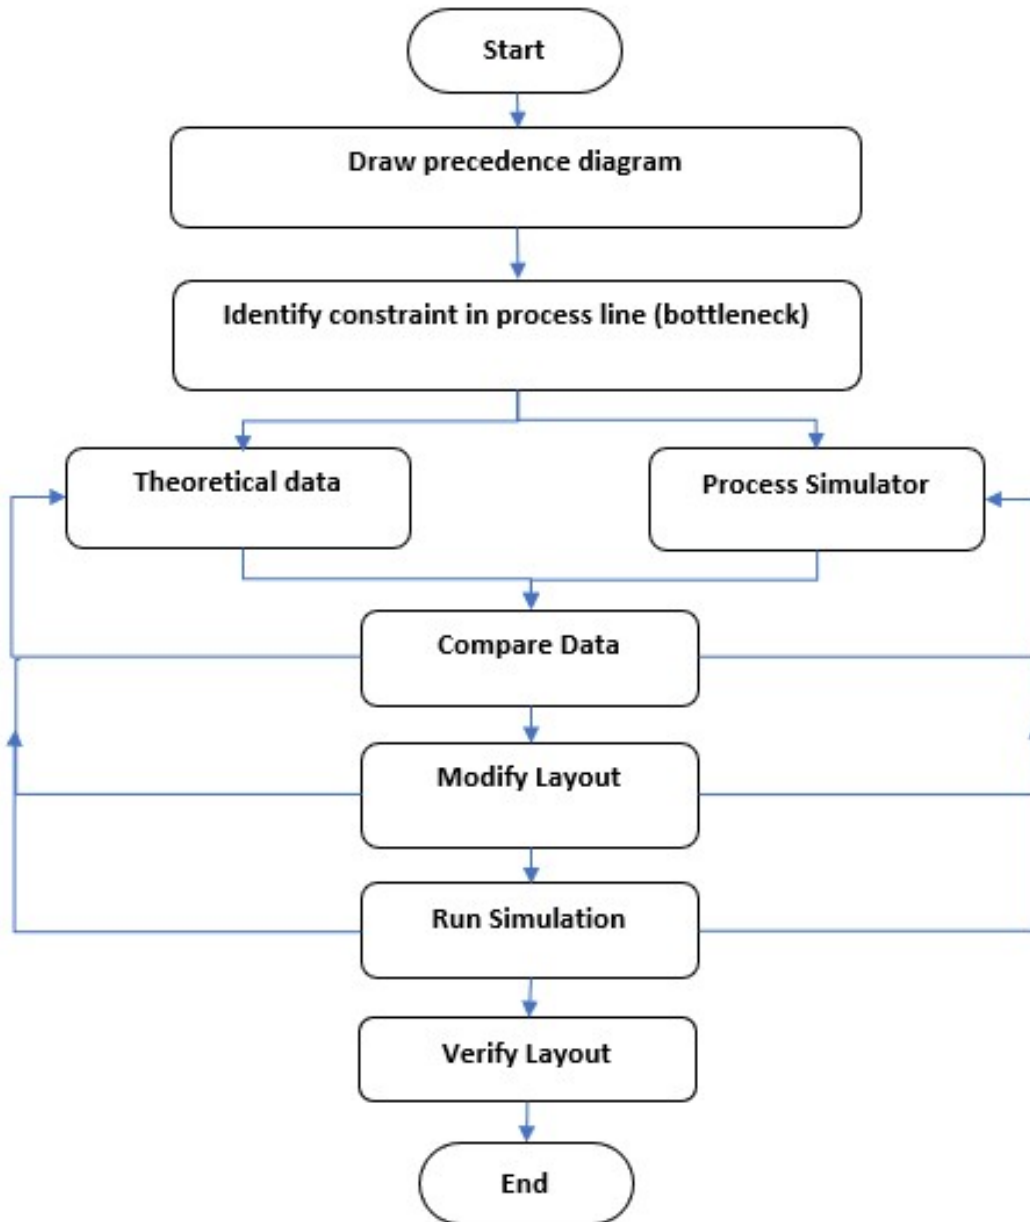 Start
Draw precedence diagram
Identify constraint in process line (bottleneck)
Theoretical data
Process Simulator
Compare Data
Modify Layout
Run Simulation
Verify Layout
End